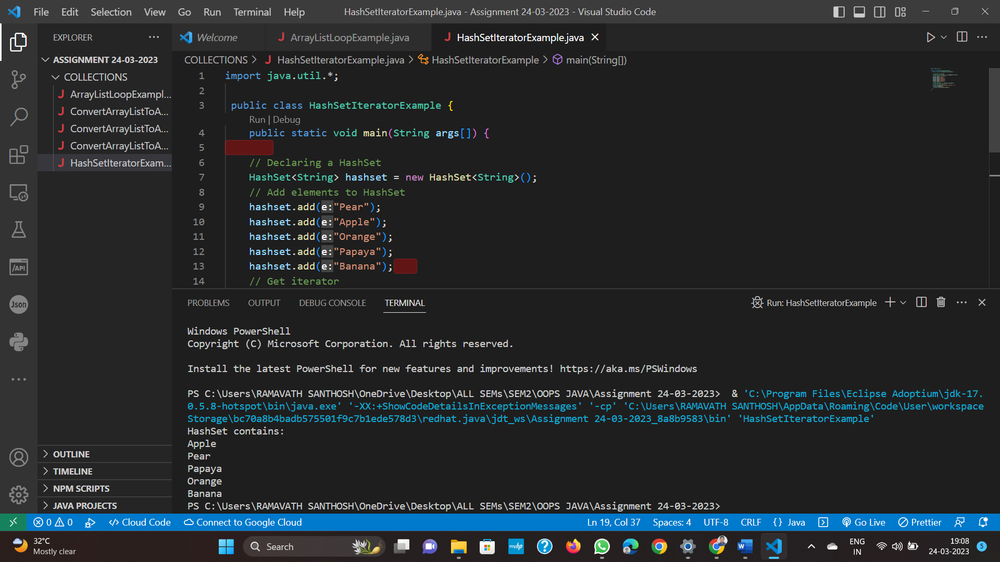 File Edit Selection View Go Run Terminal Help HashSetIteratorExample.java - Assignment 24-03-2023 - Visual Studio Code
EXPLORER
Welcome ArrayListLoopExample.java HashSetIteratorExample.java
ASSIGNMENT 24-03-2023
COLLECTIONS
ArrayListLoopExampl...
ConvertArrayListToA...
ConvertArrayListToA...
ConvertArrayListToA...
HashSetIteratorExam...
COLLECTIONS > HashSetIteratorExample.java > HashSetIteratorExample > main(String[])
1 import java.util.*;
2
3 public class HashSetIteratorExample {
Run | Debug
4 public static void main(String args[]) {
5
6 // Declaring a HashSet
7 HashSet<String> hashset = new HashSet<String>();
8 // Add elements to HashSet
9 hashset.add(e:"Pear");
10 hashset.add(e:"Apple");
11 hashset.add(e:"Orange");
12 hashset.add(e:"Papaya");
13 hashset.add(e:"Banana");
14 // Get iterator
PROBLEMS OUTPUT DEBUG CONSOLE TERMINAL Run: HashSetIteratorExample
Windows PowerShell
Copyright (C) Microsoft Corporation. All rights reserved.
Install the latest PowerShell for new features and improvements! https://aka.ms/PSWindows
PS C:\Users\RAMAVATH SANTHOSH\OneDrive\Desktop\ALL SEMs\SEM2\OOPS JAVA\Assignment 24-03-2023> & 'C:\Program Files\Eclipse Adoptium\jdk-17.
0.5.8-hotspot\bin\java.exe' '-XX:+ShowCodeDetailsInExceptionMessages' '-cp' 'C:\Users\RAMAVATH SANTHOSH\AppData\Roaming\Code\User\workspace
Storage\bc70a8b4badb575501f9c7b1ede578d3\redhat.java\jdt_ws\Assignment 24-03-2023_8a8b9583\bin' 'HashSetIteratorExample'
HashSet contains:
Apple
Pear
Papaya
Orange
Banana
PS C:\Users\RAMAVATH SANTHOSH\OneDrive\Desktop\ALL SEMs\SEM2\OOPS JAVA\Assignment 24-03-2023>
/API
Json
OUTLINE
TIMELINE
NPM SCRIPTS
JAVA PROJECTS
0 0 Cloud Code Connect to Google Cloud Ln 19, Col 37 Spaces: 4 UTF-8 CRLF {} Java Go Live Prettier
32°C
Mostly clear
Search
myhp
ENG
IN
19:08
24-03-2023
5